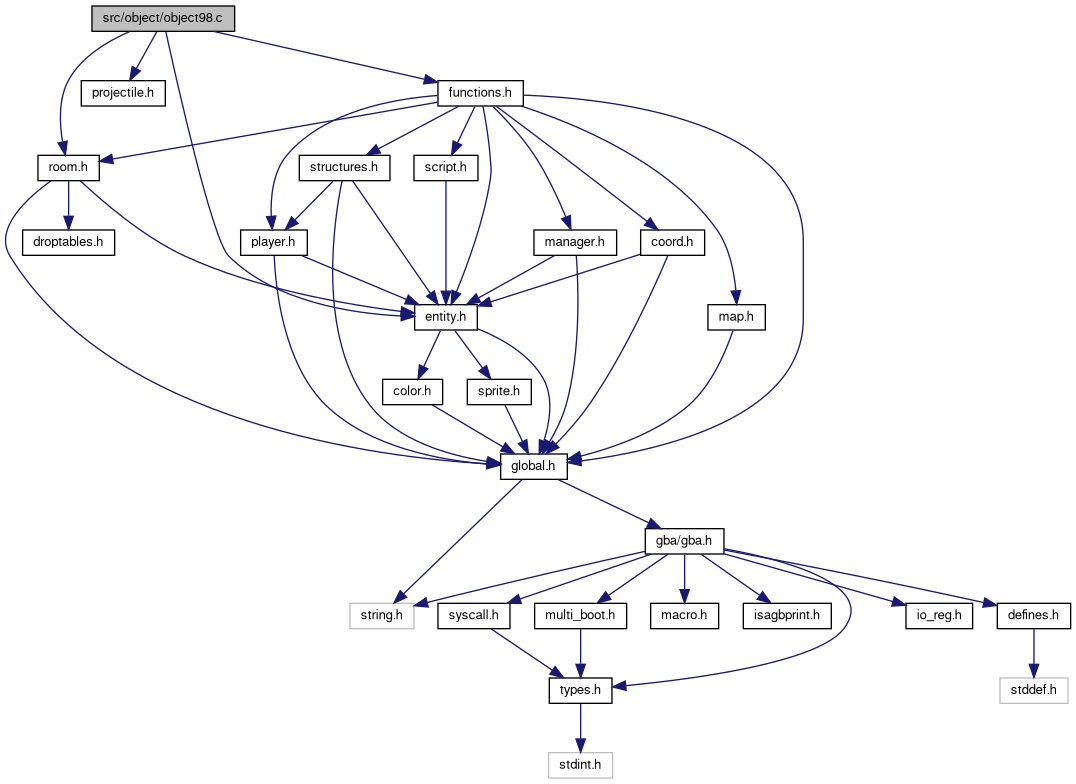 src/object/object98.c
projectile.h
functions.h
room.h
structures.h
script.h
droptables.h
player.h
manager.h
coord.h
entity.h
map.h
color.h
sprite.h
global.h
gba/gba.h
string.h
syscall.h
multi_boot.h
macro.h
isagbprint.h
io_reg.h
defines.h
types.h
stddef.h
stdint.h